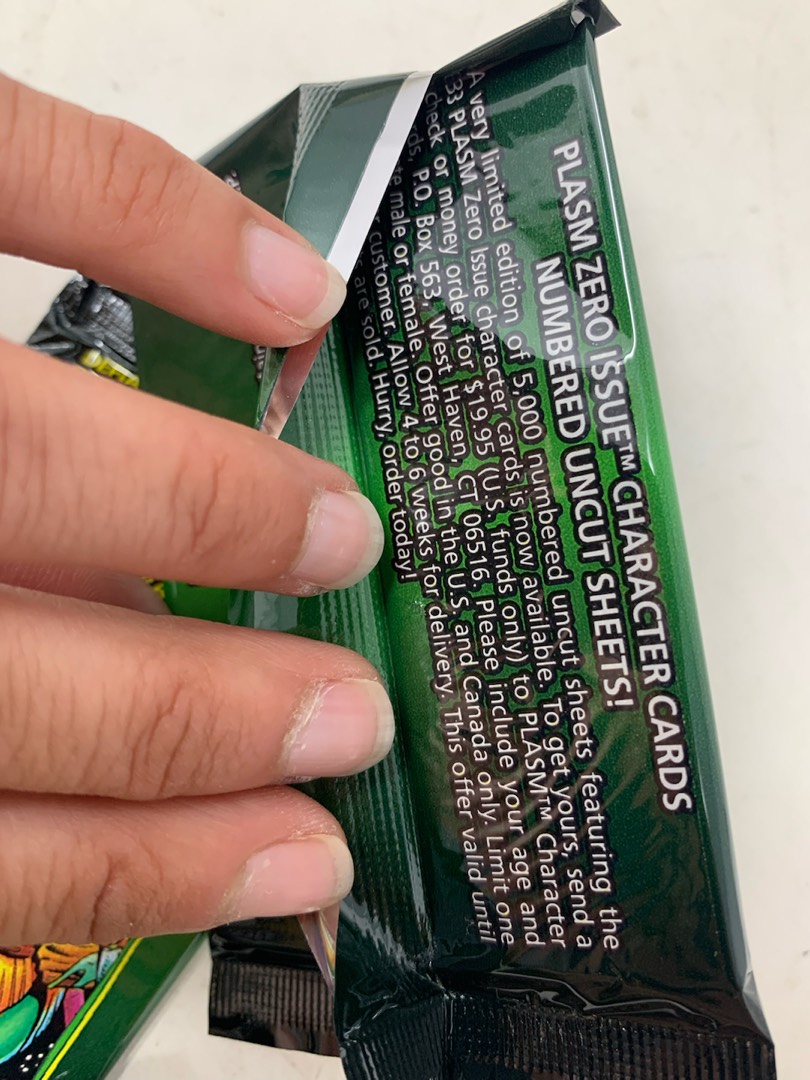 PLASM ZERO ISSUE™ CHARACTER CARDS
NUMBERED UNCUT SHEETS!
A very limited edition of 5,000 numbered uncut sheets featuring the
PLASM Zero Issue character cards is now available. To get yours, send a
check or money order for $19.95 (U.S. funds only) to PLASM™ Character
P.O. Box 563, West Haven, CT 06516. Please include your age and
male or female. Offer good in the U.S. and Canada only. Limit one
customer. Allow 4 to 6 weeks for delivery. This offer valid until
are sold. Hurry, order today!